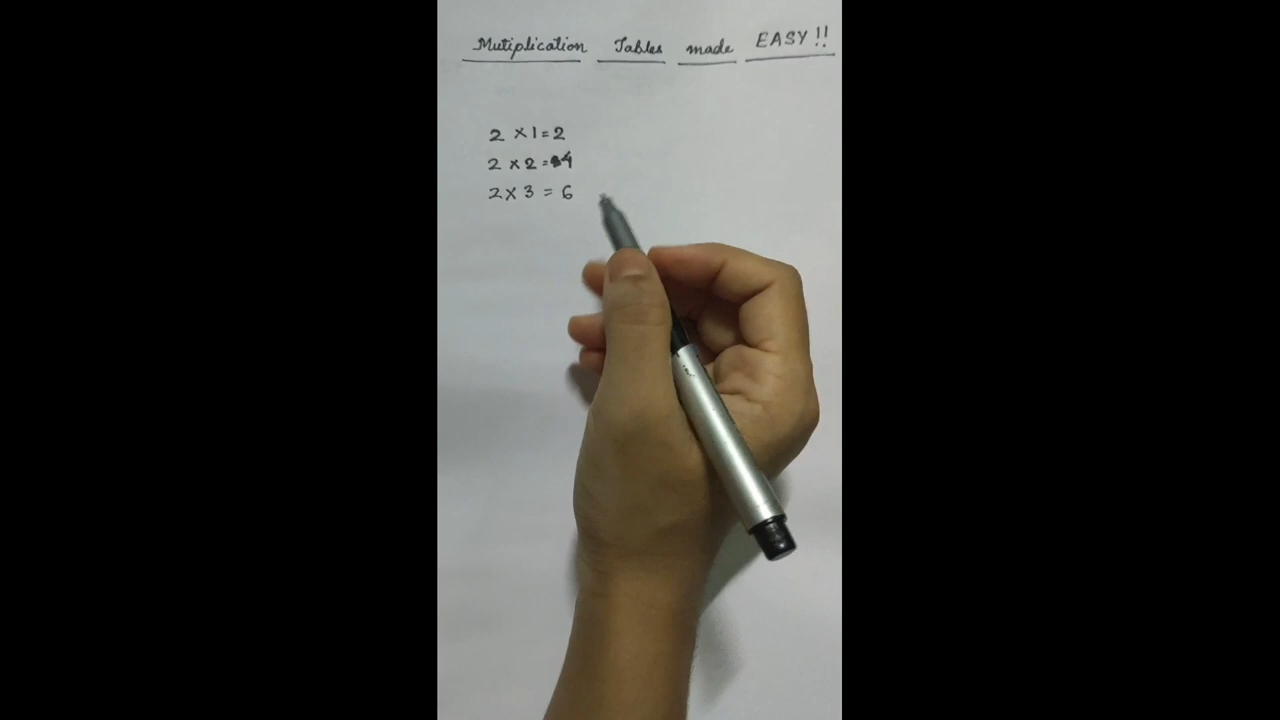 Mutiplication Tables made EASY!!
2 × 1 = 2
2 × 2 = 4
2 × 3 = 6